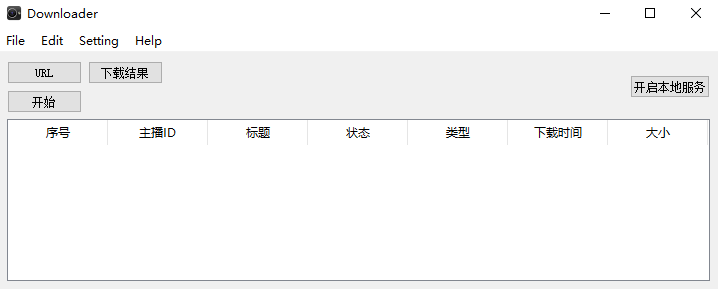 Downloader
File Edit Setting Help
URL 下载结果
开启本地服务
开始
序号 主播ID 标题 状态 类型 下载时间 大小